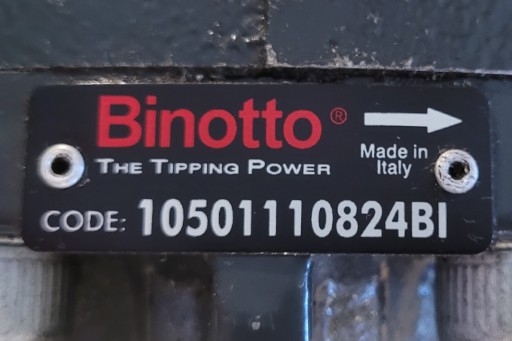 Binotto®
THE TIPPING POWER
Made in
Italy
CODE: 10501110824BI